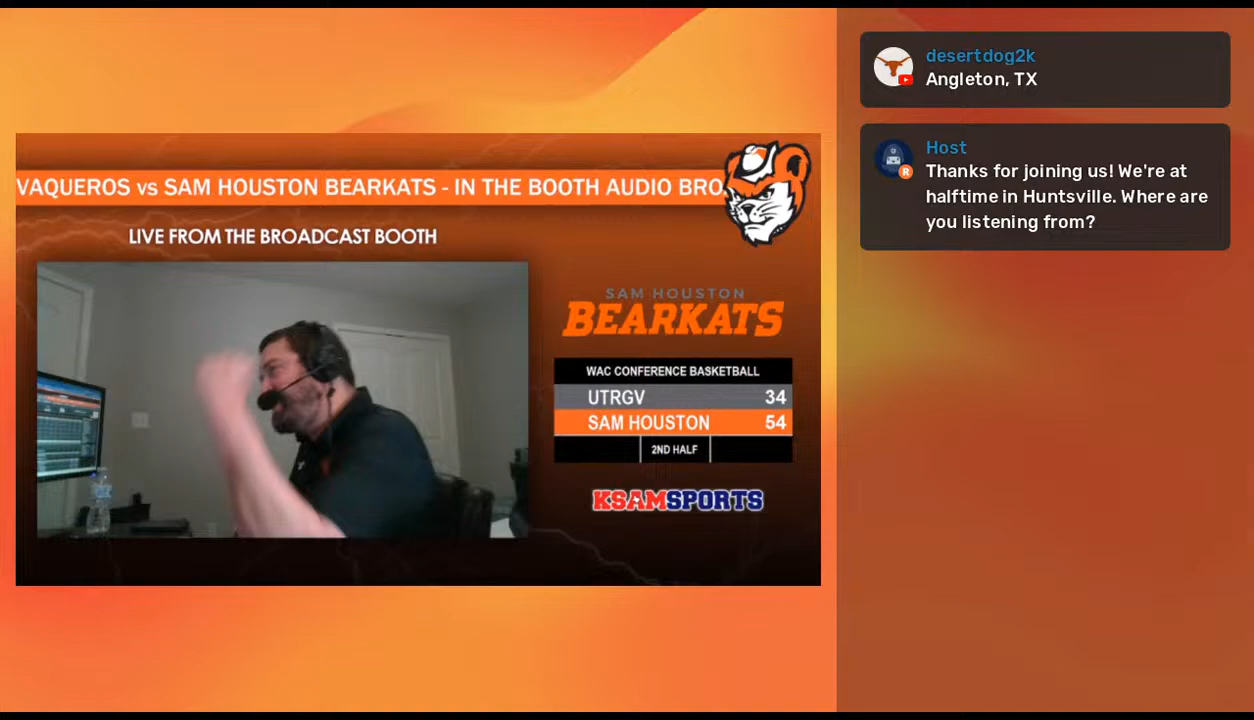 VAQUEROS vs SAM HOUSTON BEARKATS - IN THE BOOTH AUDIO BRO
LIVE FROM THE BROADCAST BOOTH
SAM HOUSTON
BEARKATS
WAC CONFERENCE BASKETBALL
UTRGV 34
SAM HOUSTON 54
2ND HALF
KSAMSPORTS
desertdog2k
Angleton, TX
Host
R
Thanks for joining us! We're at
halftime in Huntsville. Where are
you listening from?